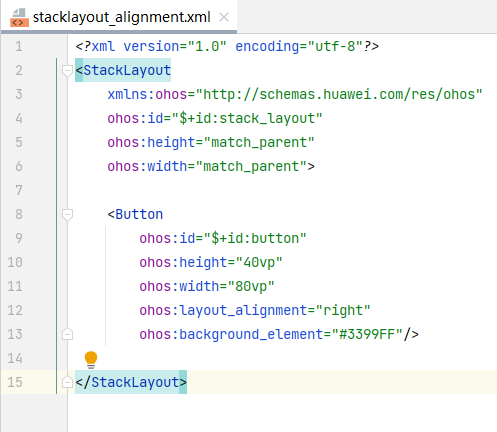 stacklayout_alignment.xml
1 <?xml version="1.0" encoding="utf-8"?>
2 <StackLayout
3 xmlns:ohos="http://schemas.huawei.com/res/ohos"
4 ohos:id="$+id:stack_layout"
5 ohos:height="match_parent"
6 ohos:width="match_parent">
7
8 <Button
9 ohos:id="$+id:button"
10 ohos:height="40vp"
11 ohos:width="80vp"
12 ohos:layout_alignment="right"
13 ohos:background_element="#3399FF"/>
14
15 </StackLayout>